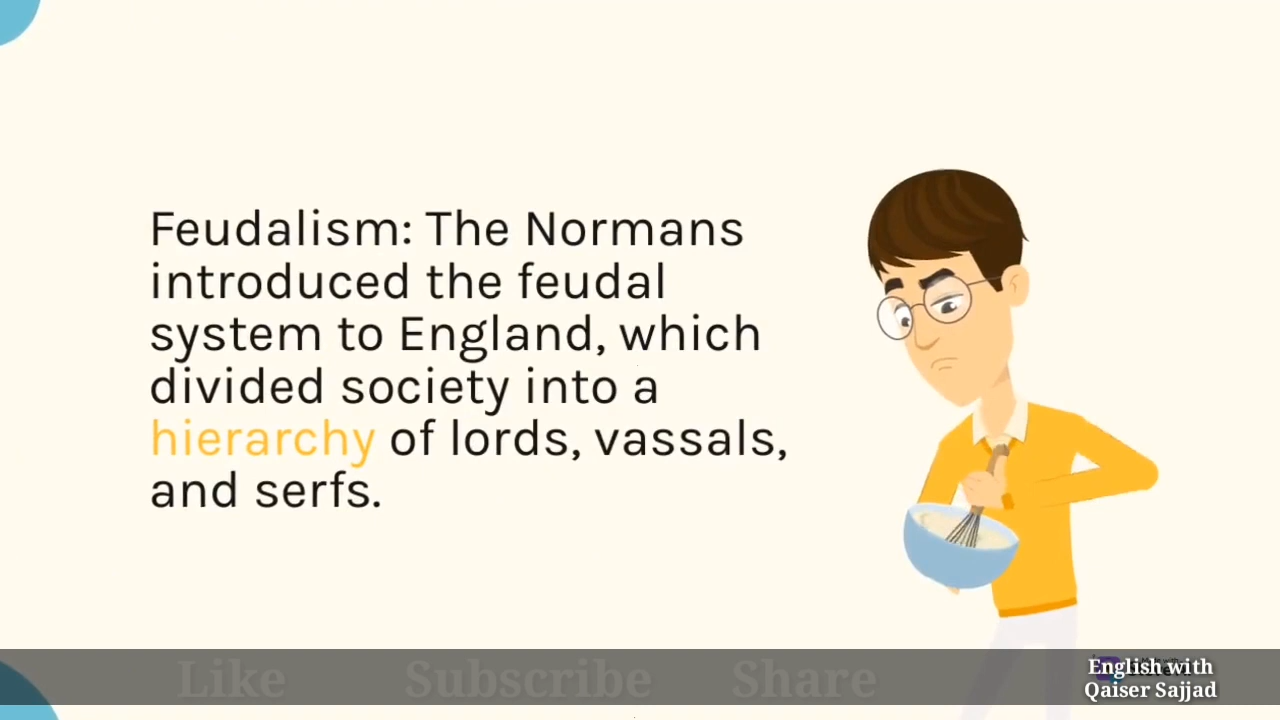 Feudalism: The Normans
introduced the feudal
system to England, which
divided society into a
hierarchy of lords, vassals,
and serfs.
Like Subscribe Share
English with
Qaiser Sajjad